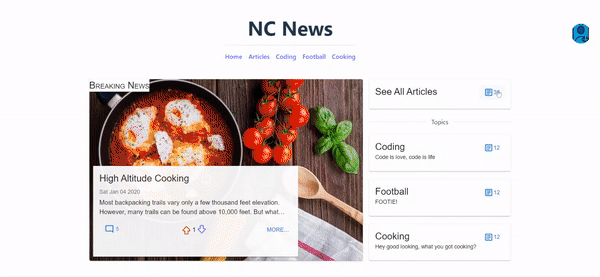 NC News
Home Articles Coding Football Cooking
Breaking News
High Altitude Cooking
Sat Jan 04 2020
Most backpacking trails vary only a few thousand feet elevation.
However, many trails can be found above 10,000 feet. But what...
5
1
MORE...
See All Articles
Topics
Coding
12
Code is love, code is life
Football
12
FOOTIE!
Cooking
12
Hey good looking, what you got cooking?